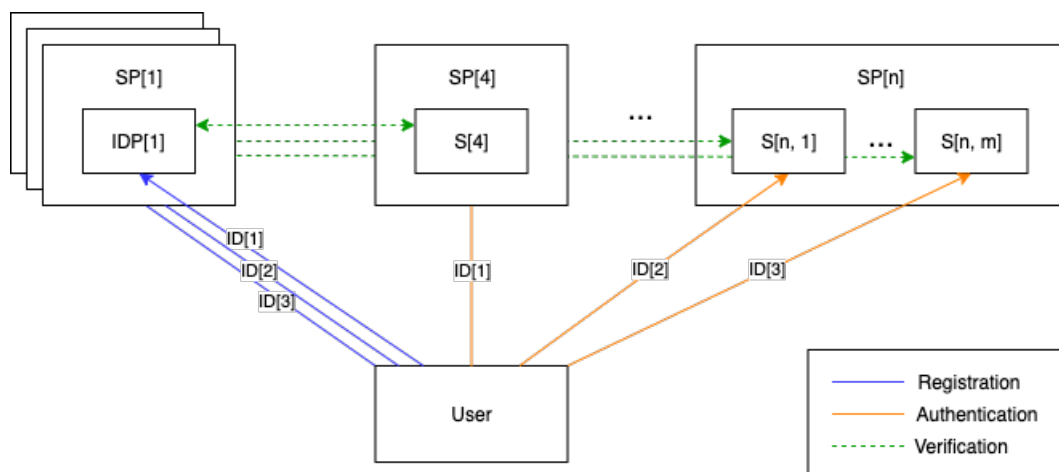 SP[1]
SP[4]
SP[n]
IDP[1]
S[4]
...
S[n, 1]
...
S[n, m]
ID[1]
ID[2]
ID[3]
ID[1]
ID[2]
ID[3]
User
Registration
Authentication
Verification